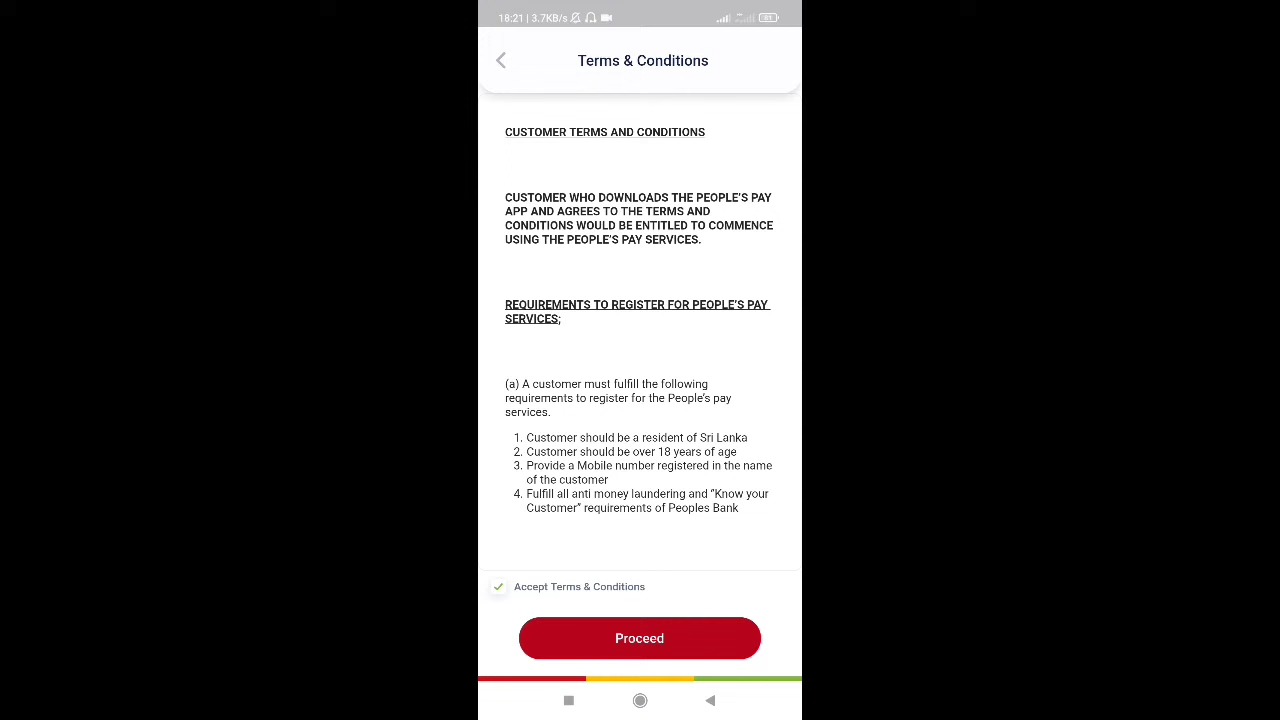 18:21 | 3.7KB/s
81
Terms & Conditions
CUSTOMER TERMS AND CONDITIONS
CUSTOMER WHO DOWNLOADS THE PEOPLE'S PAY
APP AND AGREES TO THE TERMS AND
CONDITIONS WOULD BE ENTITLED TO COMMENCE
USING THE PEOPLE'S PAY SERVICES.
REQUIREMENTS TO REGISTER FOR PEOPLE'S PAY
SERVICES;
(a) A customer must fulfill the following
requirements to register for the People's pay
services.
1. Customer should be a resident of Sri Lanka
2. Customer should be over 18 years of age
3. Provide a Mobile number registered in the name
of the customer
4. Fulfill all anti money laundering and “Know your
Customer” requirements of Peoples Bank
Accept Terms & Conditions
Proceed